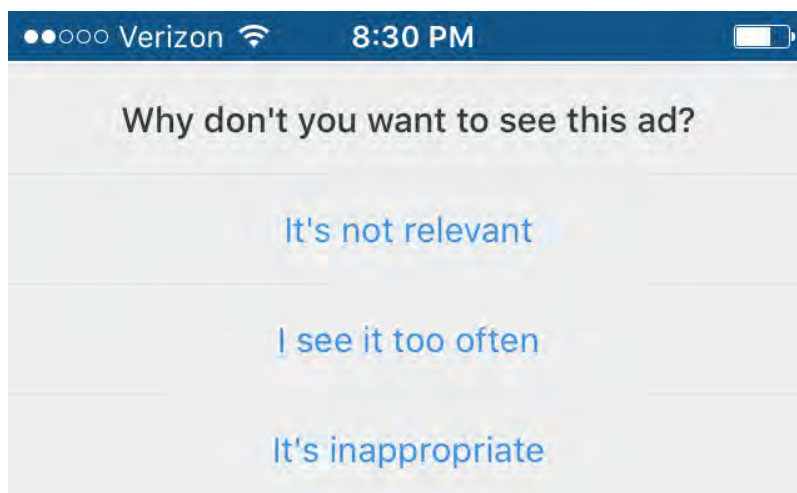 Verizon 8:30 PM
Why don't you want to see this ad?
It's not relevant
I see it too often
It's inappropriate